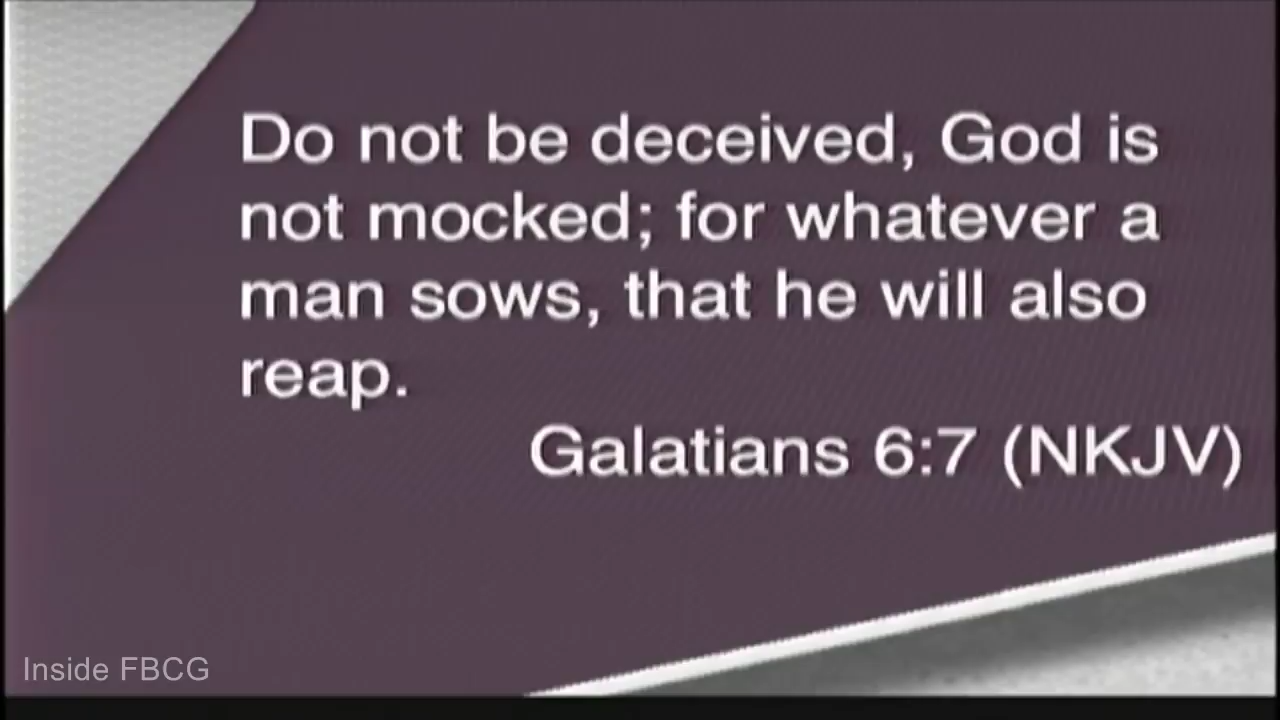 Do not be deceived, God is
not mocked; for whatever a
man sows, that he will also
reap.
Galatians 6:7 (NKJV)
Inside FBCG